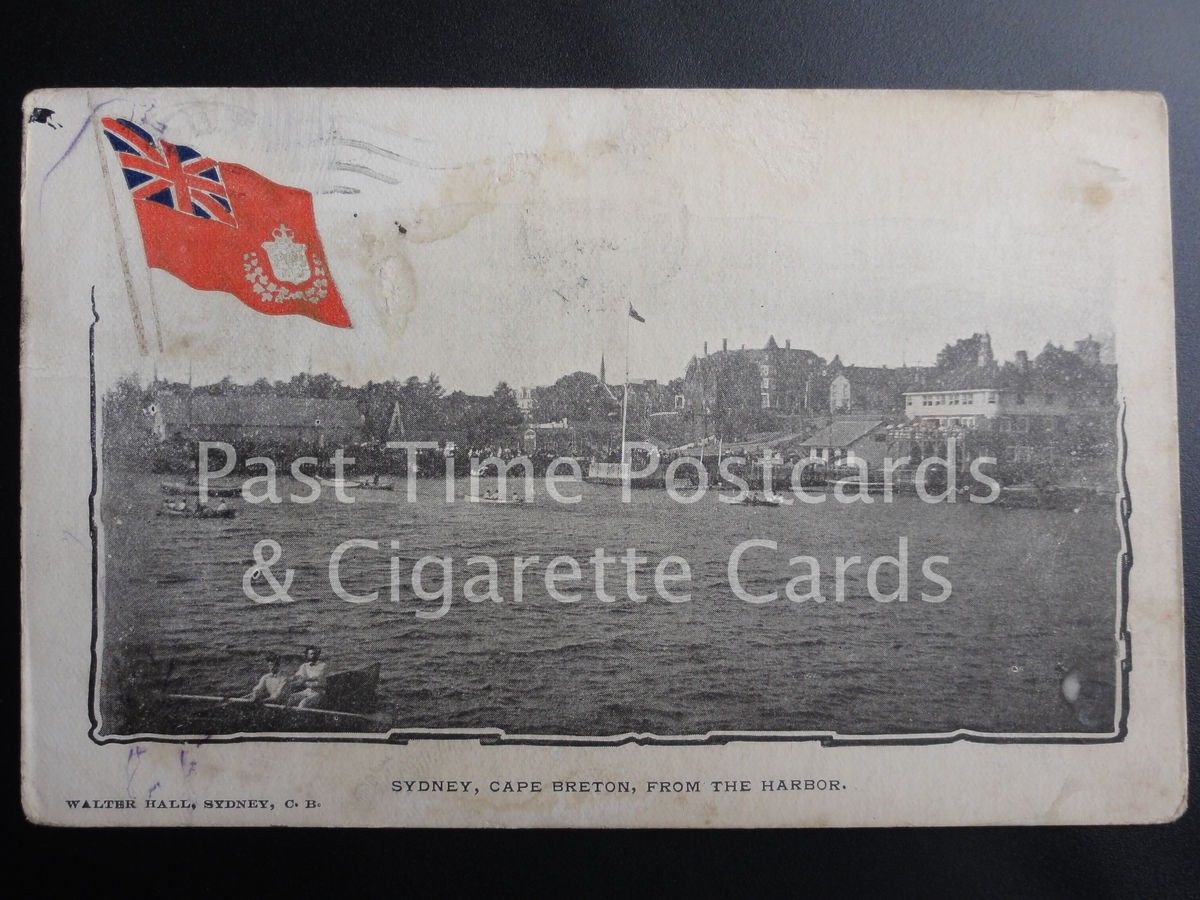 Past Time Postcards
& Cigarette Cards
SYDNEY, CAPE BRETON, FROM THE HARBOR.
WALTER HALL, SYDNEY, C. B.